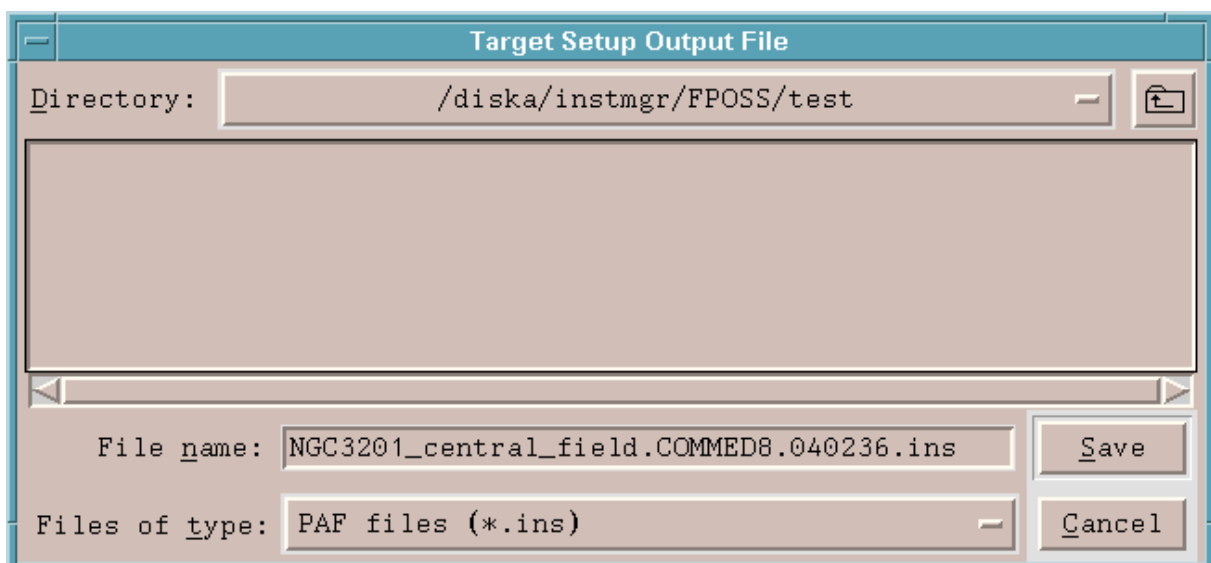 Target Setup Output File
Directory: /diska/instmgr/FPOSS/test
File name: NGC3201_central_field.COMMED8.040236.ins Save
Files of type: PAF files (*.ins) Cancel